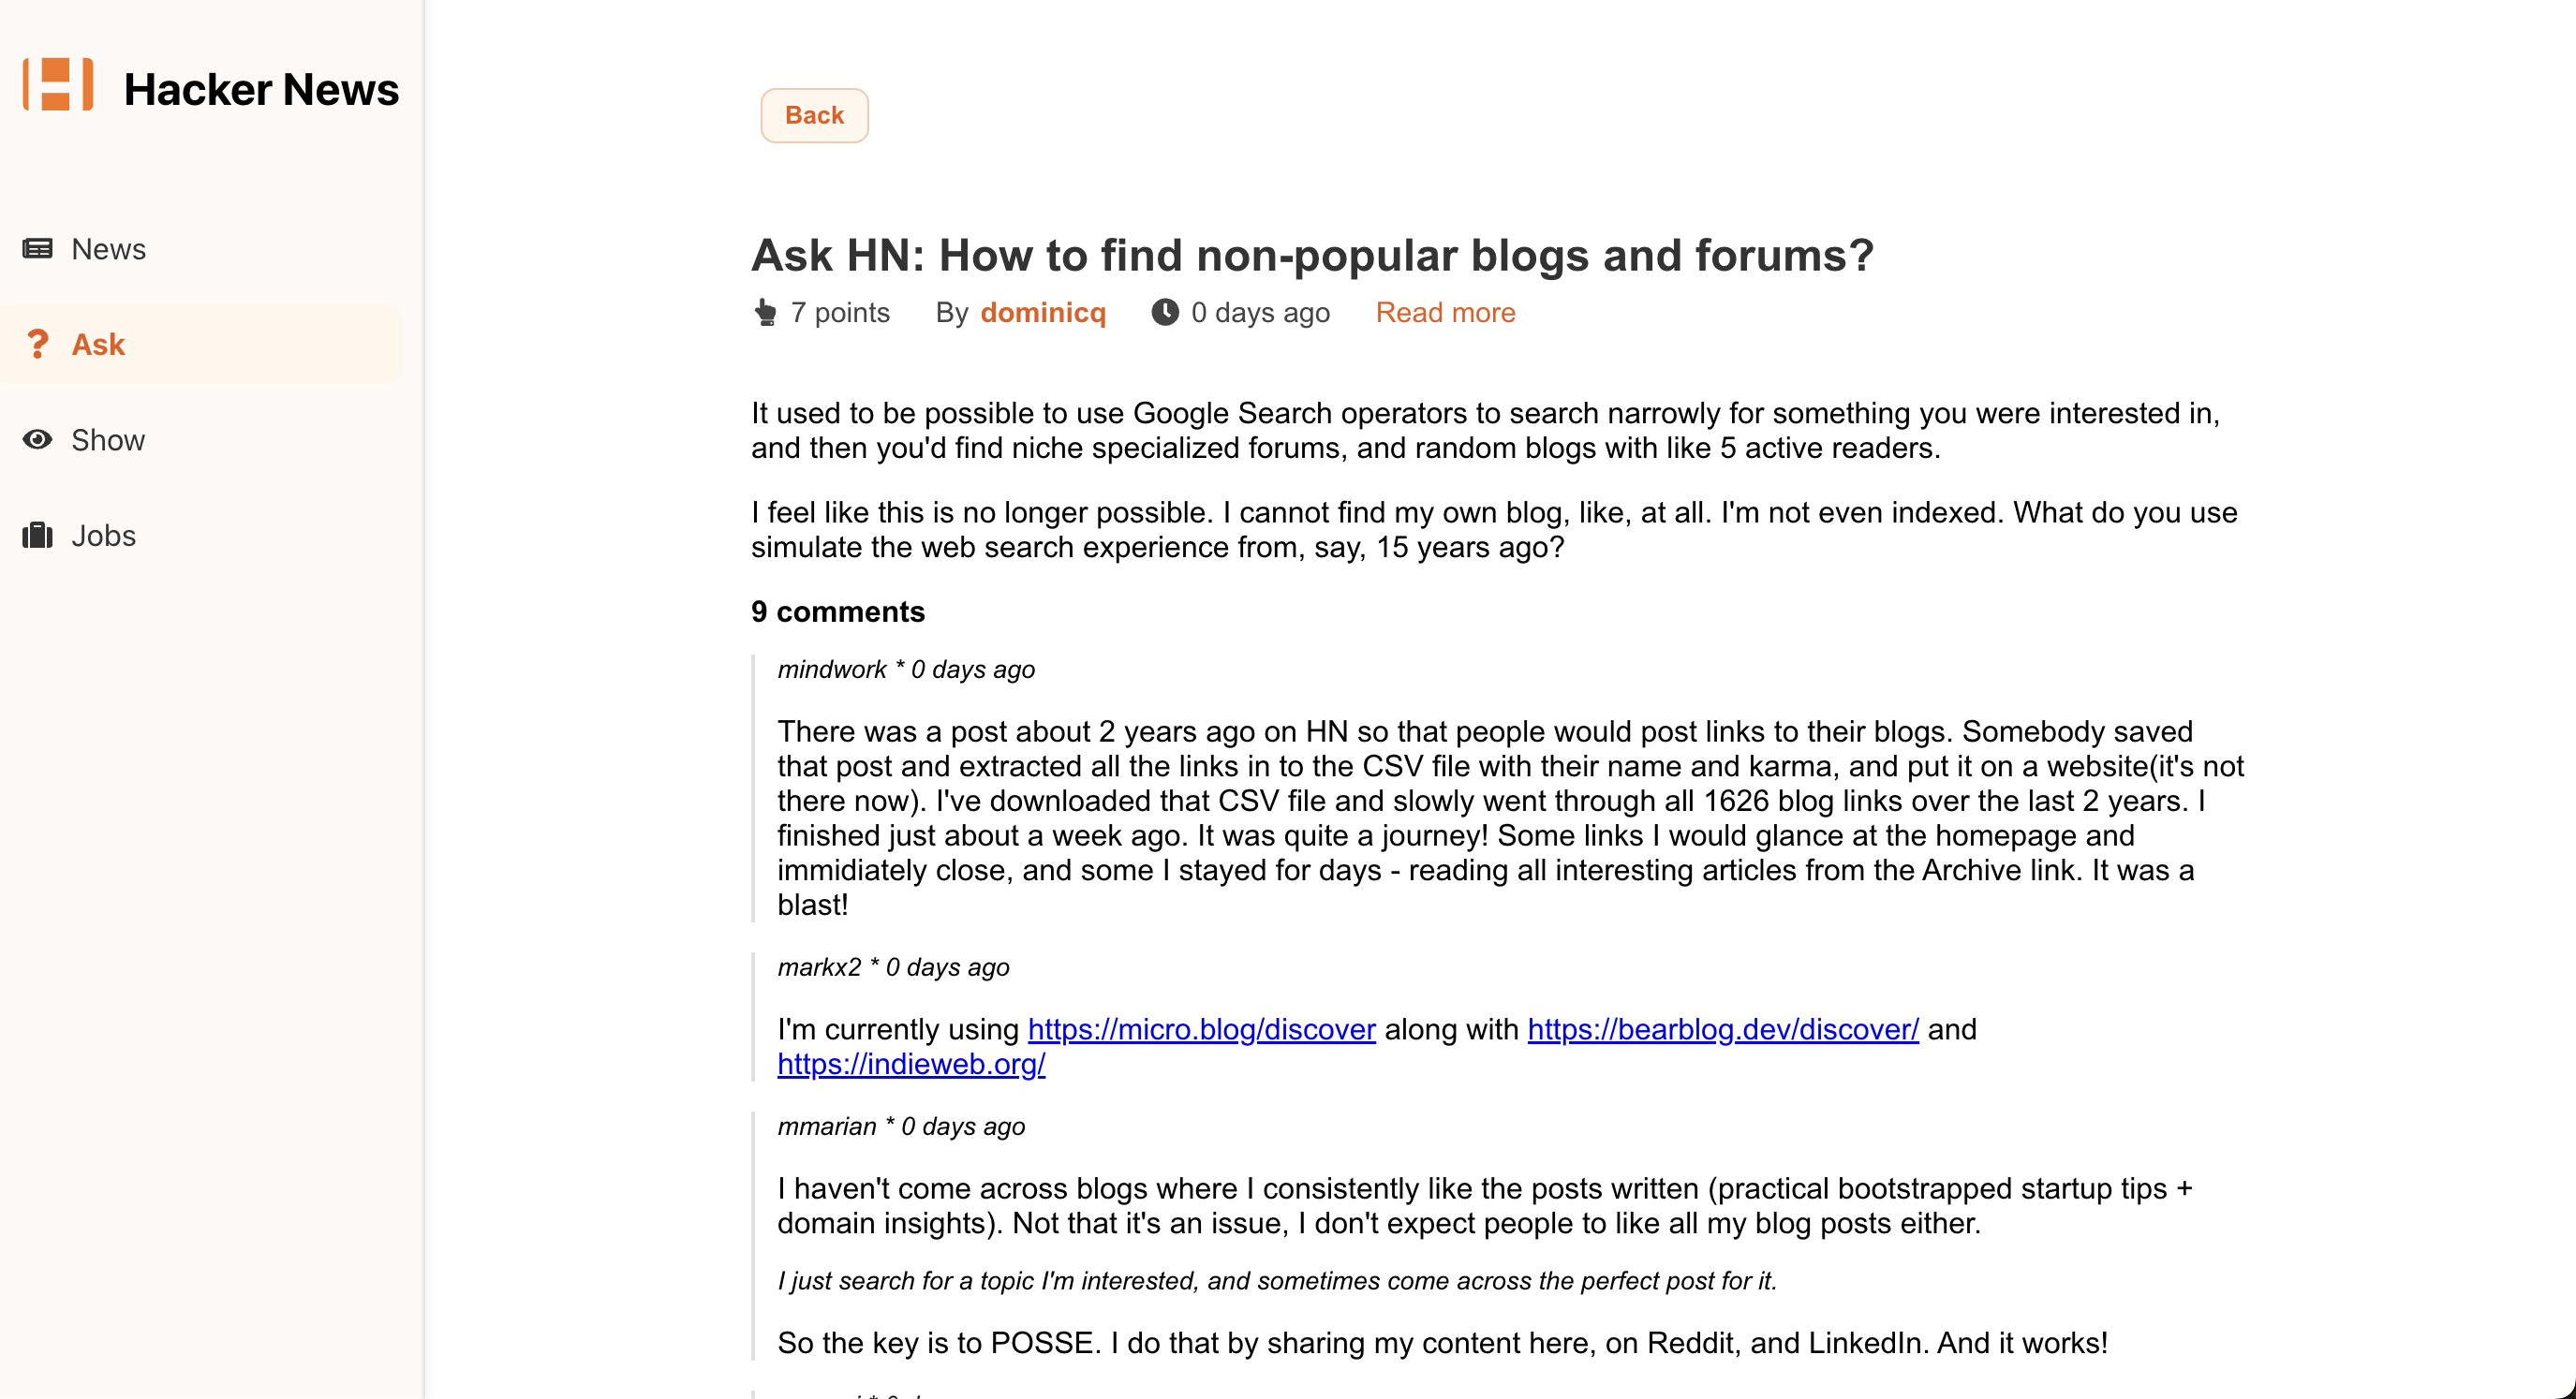 Hacker News
News
Ask
Show
Jobs
Back
Ask HN: How to find non-popular blogs and forums?
7 points By dominicq 0 days ago Read more
It used to be possible to use Google Search operators to search narrowly for something you were interested in,
and then you'd find niche specialized forums, and random blogs with like 5 active readers.
I feel like this is no longer possible. I cannot find my own blog, like, at all. I'm not even indexed. What do you use
simulate the web search experience from, say, 15 years ago?
9 comments
mindwork * 0 days ago
There was a post about 2 years ago on HN so that people would post links to their blogs. Somebody saved
that post and extracted all the links in to the CSV file with their name and karma, and put it on a website(it's not
there now). I've downloaded that CSV file and slowly went through all 1626 blog links over the last 2 years. I
finished just about a week ago. It was quite a journey! Some links I would glance at the homepage and
immidiately close, and some I stayed for days - reading all interesting articles from the Archive link. It was a
blast!
markx2 * 0 days ago
I'm currently using https://micro.blog/discover along with https://bearblog.dev/discover/ and
https://indieweb.org/
mmarian * 0 days ago
I haven't come across blogs where I consistently like the posts written (practical bootstrapped startup tips +
domain insights). Not that it's an issue, I don't expect people to like all my blog posts either.
I just search for a topic I'm interested, and sometimes come across the perfect post for it.
So the key is to POSSE. I do that by sharing my content here, on Reddit, and LinkedIn. And it works!